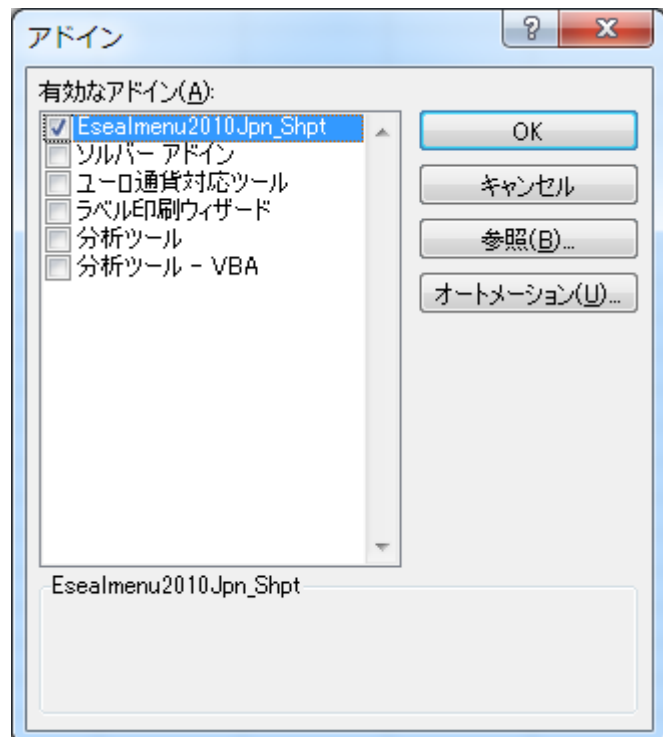 アドイン
有効なアドイン(A):
Esealmenu2010Jpn_Shpt
ソルバー アドイン
ユーロ通貨対応ツール
ラベル印刷ウィザード
分析ツール
分析ツール - VBA
OK
キャンセル
参照(B)...
オートメーション(U)...
Esealmenu2010Jpn_Shpt